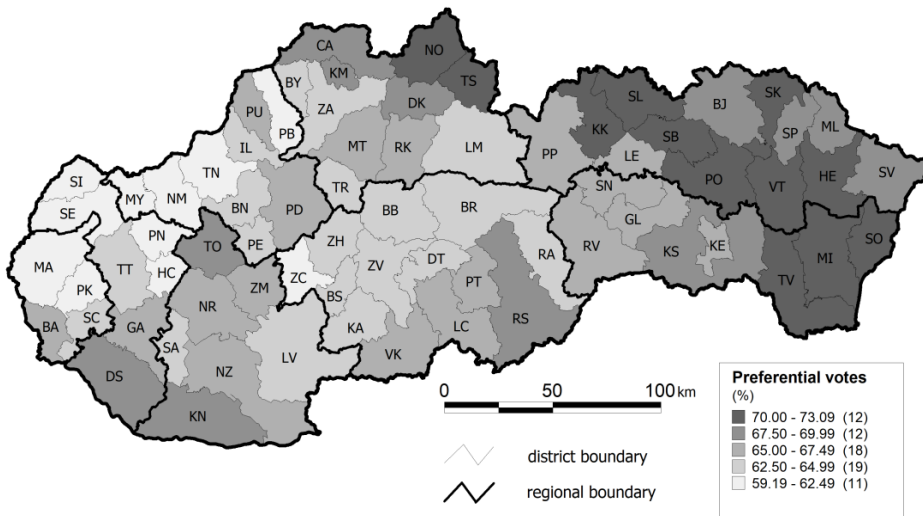 CA
NO
KM
TS
BY
ZA
DK
PU
PB
IL
MT
RK
LM
SL
BJ
SK
ML
SP
KK
SB
PP
LE
PO
VT
HE
SV
SI
SE
MY
NM
TN
TR
BN
PD
PE
BB
BR
SN
GL
RV
KS
KE
SO
MI
TV
MA
PN
TO
HC
TT
PK
SC
BA
GA
DS
NR
ZM
SA
NZ
LV
KN
ZH
ZC
ZV
DT
RA
BS
PT
KA
LC
RS
VK
0 50 100 km
district boundary
regional boundary
Preferential votes
(%)
70.00 - 73.09 (12)
67.50 - 69.99 (12)
65.00 - 67.49 (18)
62.50 - 64.99 (19)
59.19 - 62.49 (11)